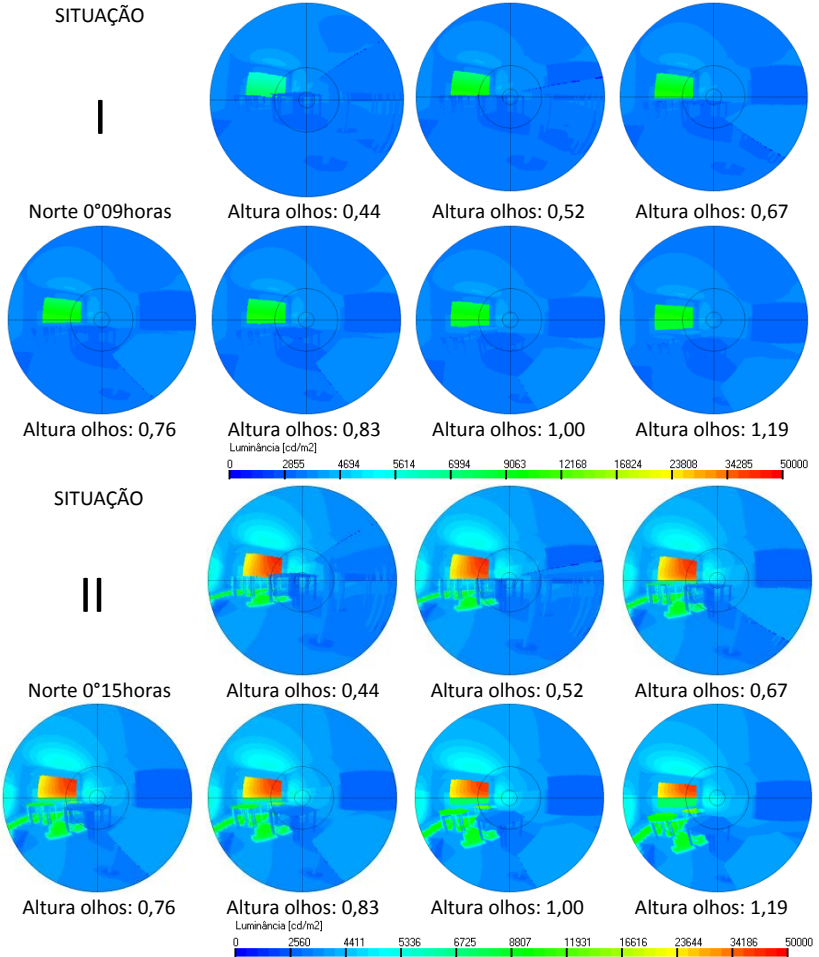 SITUAÇÃO
I
Norte 0°09horas
Altura olhos: 0,44
Altura olhos: 0,52
Altura olhos: 0,67
Altura olhos: 0,76
Altura olhos: 0,83
Altura olhos: 1,00
Altura olhos: 1,19
Luminância [cd/m2]
0 2855 4694 5614 6994 9063 12168 16824 23808 34285 50000
SITUAÇÃO
II
Norte 0°15horas
Altura olhos: 0,44
Altura olhos: 0,52
Altura olhos: 0,67
Altura olhos: 0,76
Altura olhos: 0,83
Altura olhos: 1,00
Altura olhos: 1,19
Luminância [cd/m2]
0 2560 4411 5336 6725 8807 11931 16616 23644 34186 50000